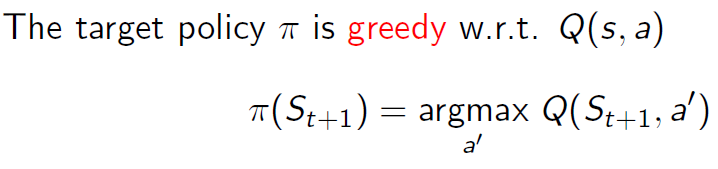 The target policy π is greedy w.r.t. Q(s, a)
π(S_{t+1}) = argmax Q(S_{t+1}, a′)
a′